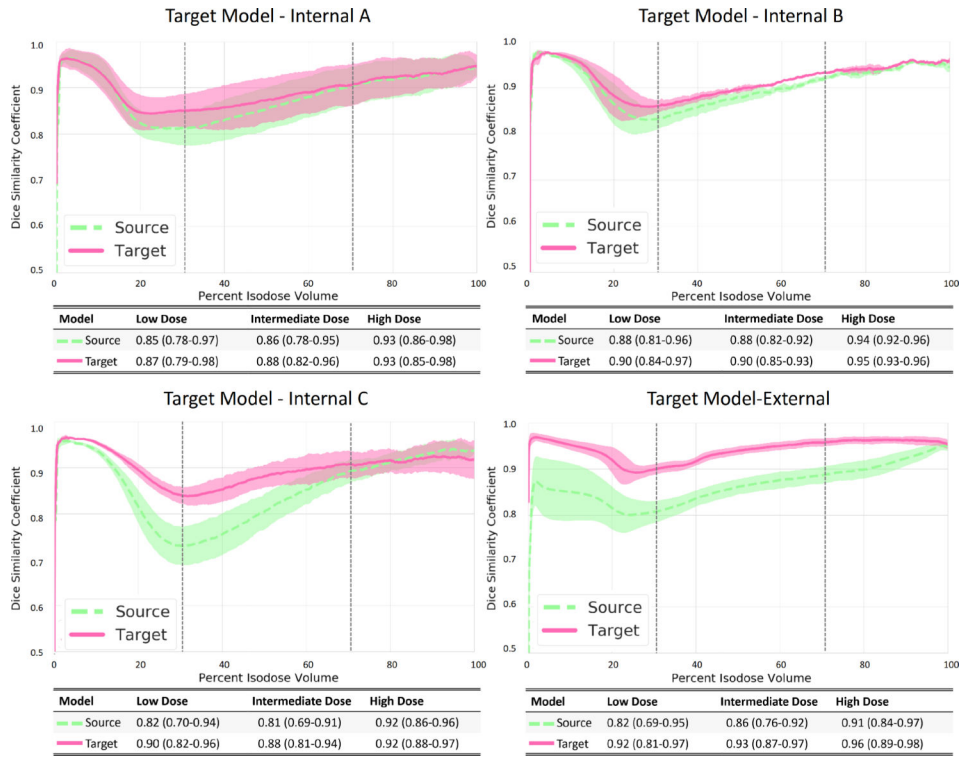 Target Model - Internal A
Dice Similarity Coefficient
1.0
0.9
0.8
0.7
0.6
0.5
Source
Target
0 20 40 60 80 100
Percent Isodose Volume
Model Low Dose Intermediate Dose High Dose
Source 0.85 (0.78-0.97) 0.86 (0.78-0.95) 0.93 (0.86-0.98)
Target 0.87 (0.79-0.98) 0.88 (0.82-0.96) 0.93 (0.85-0.98)
Target Model - Internal B
Dice Similarity Coefficient
1.0
0.9
0.8
0.7
0.6
0.5
Source
Target
0 20 40 60 80 100
Percent Isodose Volume
Model Low Dose Intermediate Dose High Dose
Source 0.88 (0.81-0.96) 0.88 (0.82-0.92) 0.94 (0.92-0.96)
Target 0.90 (0.84-0.97) 0.90 (0.85-0.93) 0.95 (0.93-0.96)
Target Model - Internal C
Dice Similarity Coefficient
1.0
0.9
0.8
0.7
0.6
0.5
Source
Target
0 20 40 60 80 100
Percent Isodose Volume
Model Low Dose Intermediate Dose High Dose
Source 0.82 (0.70-0.94) 0.81 (0.69-0.91) 0.92 (0.86-0.96)
Target 0.90 (0.82-0.96) 0.88 (0.81-0.94) 0.92 (0.88-0.97)
Target Model-External
Dice Similarity Coefficient
1.0
0.9
0.8
0.7
0.6
0.5
Source
Target
0 20 40 60 80 100
Percent Isodose Volume
Model Low Dose Intermediate Dose High Dose
Source 0.82 (0.69-0.95) 0.86 (0.76-0.92) 0.91 (0.84-0.97)
Target 0.92 (0.81-0.97) 0.93 (0.87-0.97) 0.96 (0.89-0.98)